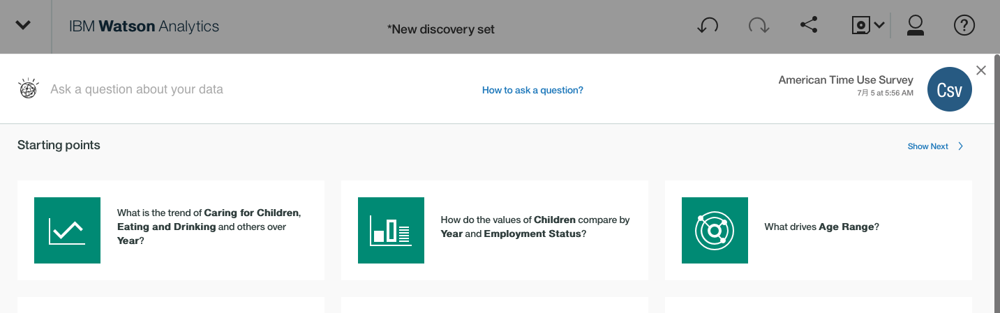 IBM Watson Analytics
*New discovery set
?
Ask a question about your data
How to ask a question?
American Time Use Survey
7月 5 at 5:56 AM
Csv
Starting points
Show Next
What is the trend of Caring for Children,
Eating and Drinking and others over
Year?
How do the values of Children compare by
Year and Employment Status?
What drives Age Range?